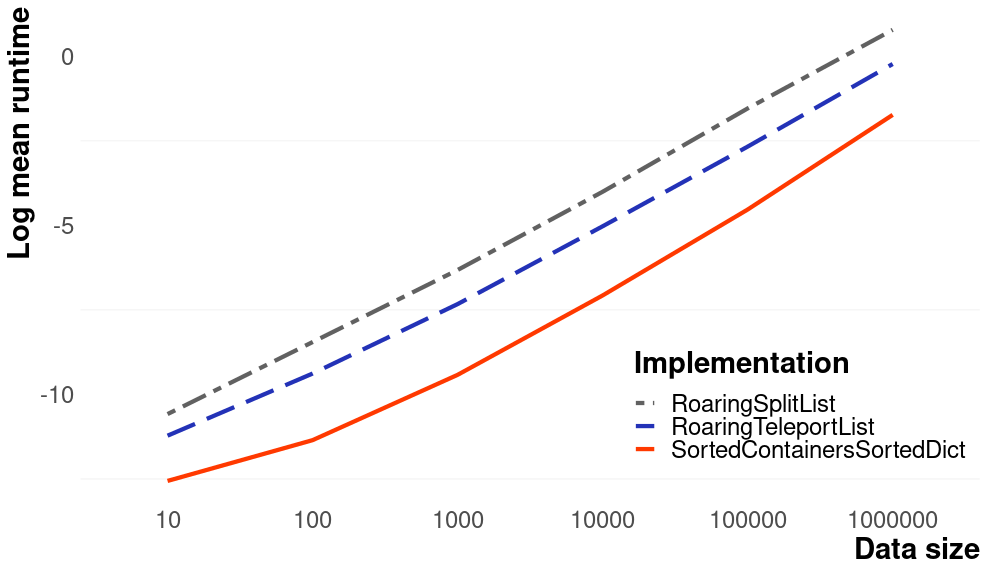 Log mean runtime
0
-5
-10
Implementation
RoaringSplitList
RoaringTeleportList
SortedContainersSortedDict
10 100 1000 10000 100000 1000000
Data size